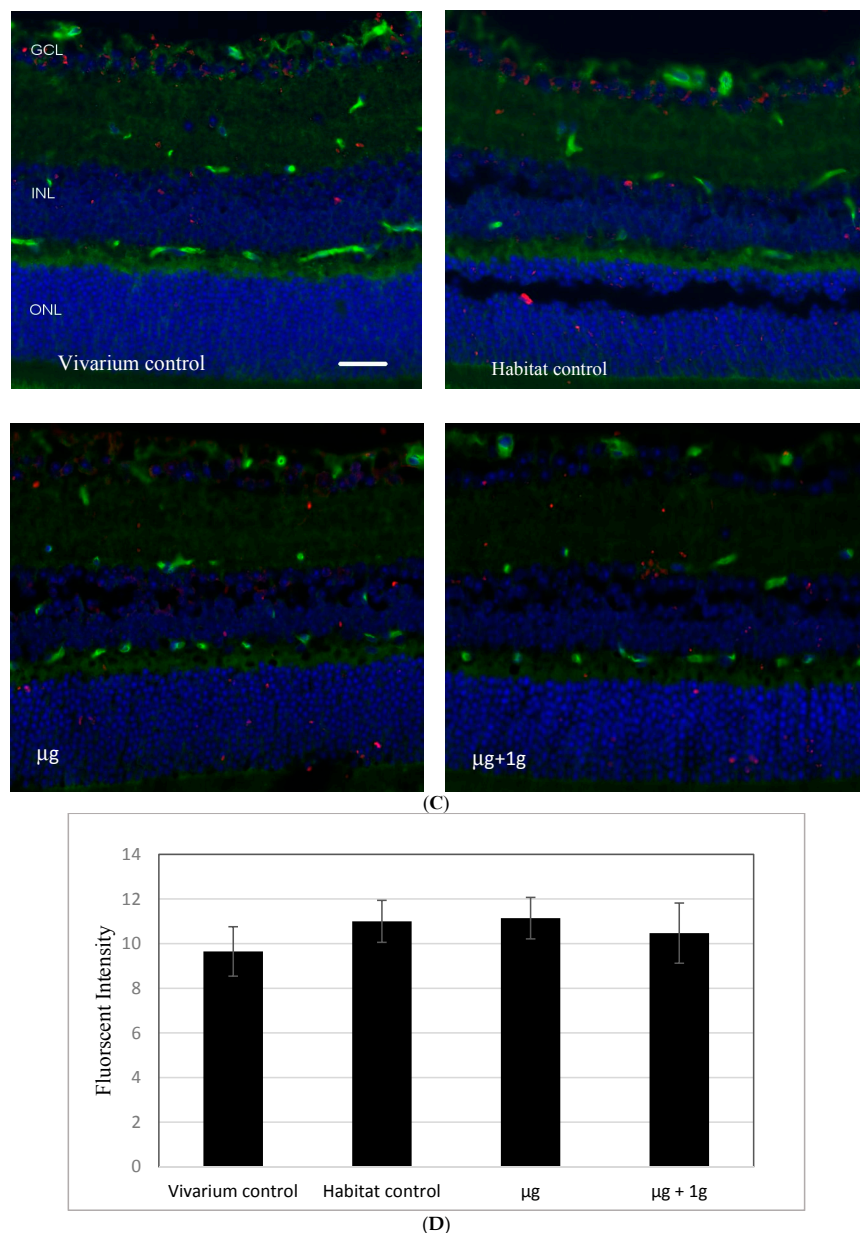 GCL
INL
ONL
Vivarium control
Habitat control
µg
µg+1g
(C)
14
12
10
8
6
4
2
0
Fluorscent Intensity
Vivarium control
Habitat control
µg
µg + 1g
(D)